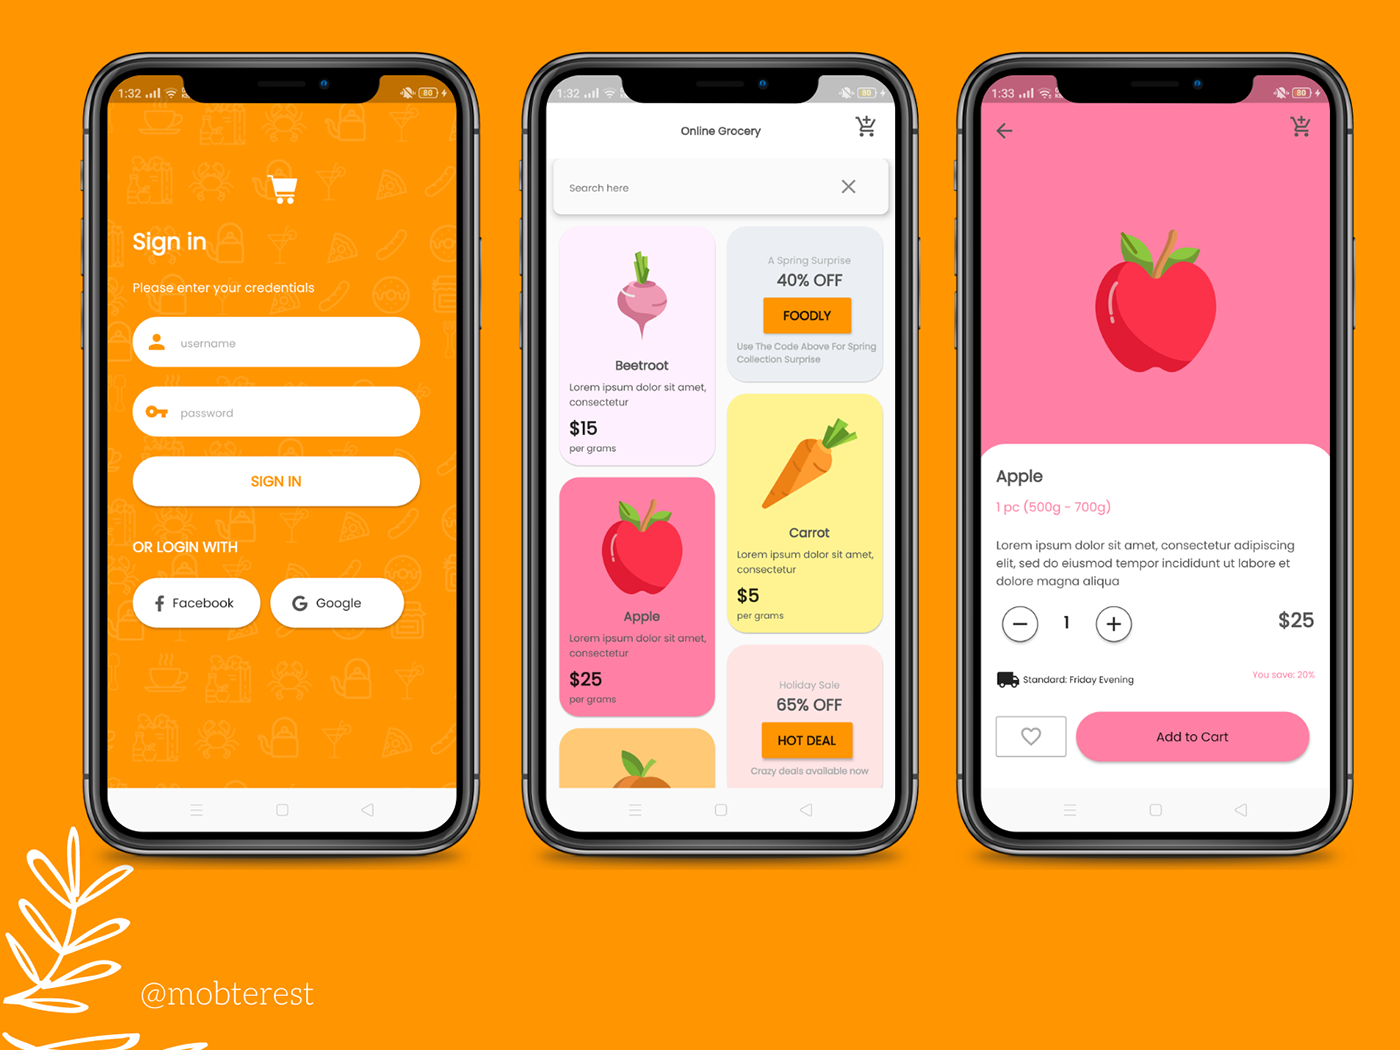 1:32
80
Sign in
Please enter your credentials
username
password
SIGN IN
OR LOGIN WITH
Facebook
Google
1:32
80
Online Grocery
Search here
Beetroot
Lorem ipsum dolor sit amet,
consectetur
$15
per grams
Apple
Lorem ipsum dolor sit amet,
consectetur
$25
per grams
A Spring Surprise
40% OFF
FOODLY
Use The Code Above For Spring
Collection Surprise
Carrot
Lorem ipsum dolor sit amet,
consectetur
$5
per grams
Holiday Sale
65% OFF
HOT DEAL
Crazy deals available now
1:33
80
Apple
1 pc (500g - 700g)
Lorem ipsum dolor sit amet, consectetur adipiscing
elit, sed do eiusmod tempor incididunt ut labore et
dolore magna aliqua
1
$25
Standard: Friday Evening
You save: 20%
Add to Cart
@mobterest